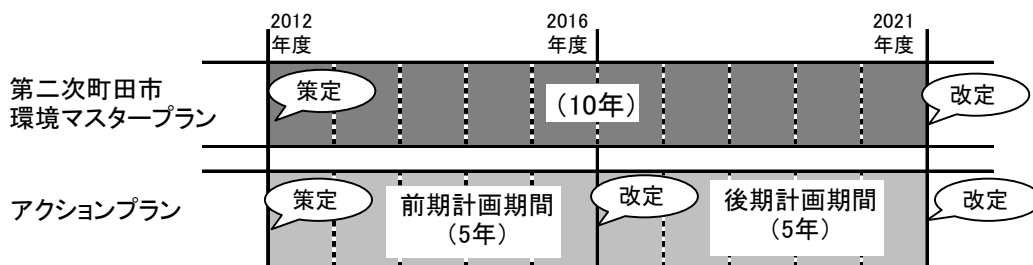 2012
年度
2016
年度
2021
年度
第二次町田市
環境マスタープラン
策定
（10年）
改定
アクションプラン
策定
前期計画期間
（5年）
改定
後期計画期間
（5年）
改定